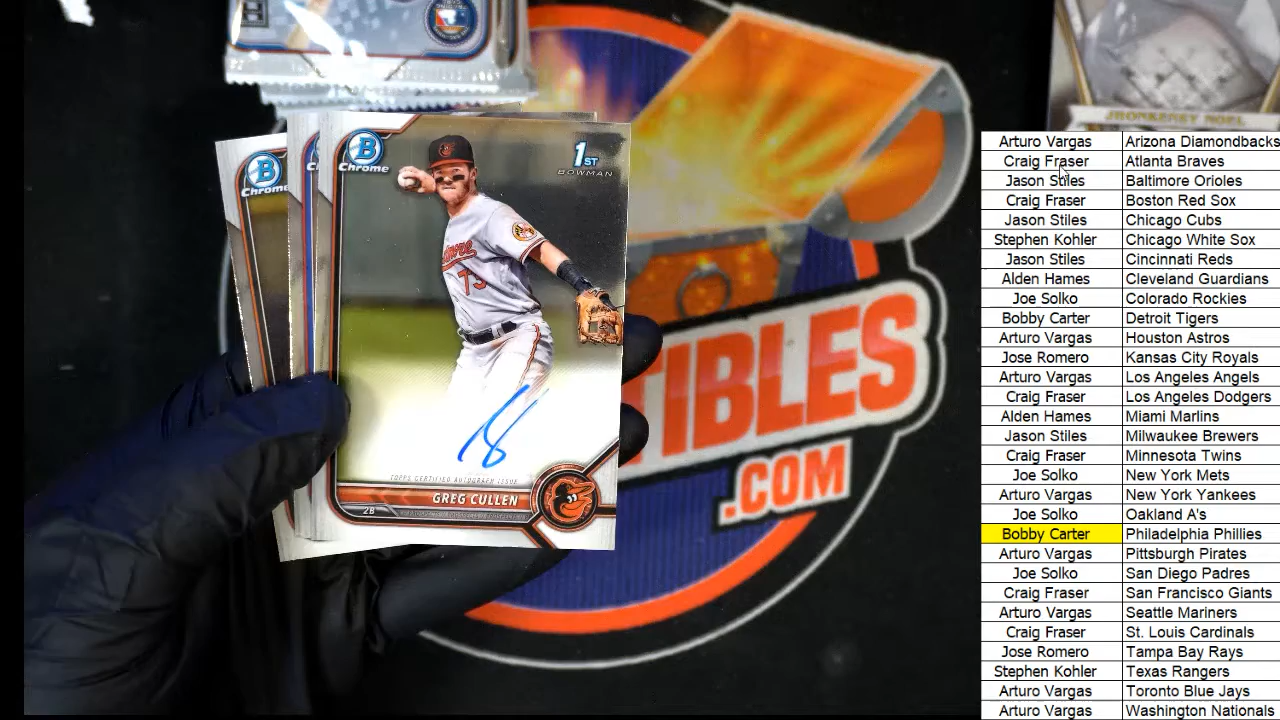 B
Chrome
B
Chrome
1ST
BOWMAN
73
TOPPS CERTIFIED AUTOGRAPH ISSUE
GREG CULLEN
2B
TIBLES
.COM
JHONKENSY NOEL
Arturo Vargas Arizona Diamondbacks
Craig Fraser Atlanta Braves
Jason Stiles Baltimore Orioles
Craig Fraser Boston Red Sox
Jason Stiles Chicago Cubs
Stephen Kohler Chicago White Sox
Jason Stiles Cincinnati Reds
Alden Hames Cleveland Guardians
Joe Solko Colorado Rockies
Bobby Carter Detroit Tigers
Arturo Vargas Houston Astros
Jose Romero Kansas City Royals
Arturo Vargas Los Angeles Angels
Craig Fraser Los Angeles Dodgers
Alden Hames Miami Marlins
Jason Stiles Milwaukee Brewers
Craig Fraser Minnesota Twins
Joe Solko New York Mets
Arturo Vargas New York Yankees
Joe Solko Oakland A's
Bobby Carter Philadelphia Phillies
Arturo Vargas Pittsburgh Pirates
Joe Solko San Diego Padres
Craig Fraser San Francisco Giants
Arturo Vargas Seattle Mariners
Craig Fraser St. Louis Cardinals
Jose Romero Tampa Bay Rays
Stephen Kohler Texas Rangers
Arturo Vargas Toronto Blue Jays
Arturo Vargas Washington Nationals